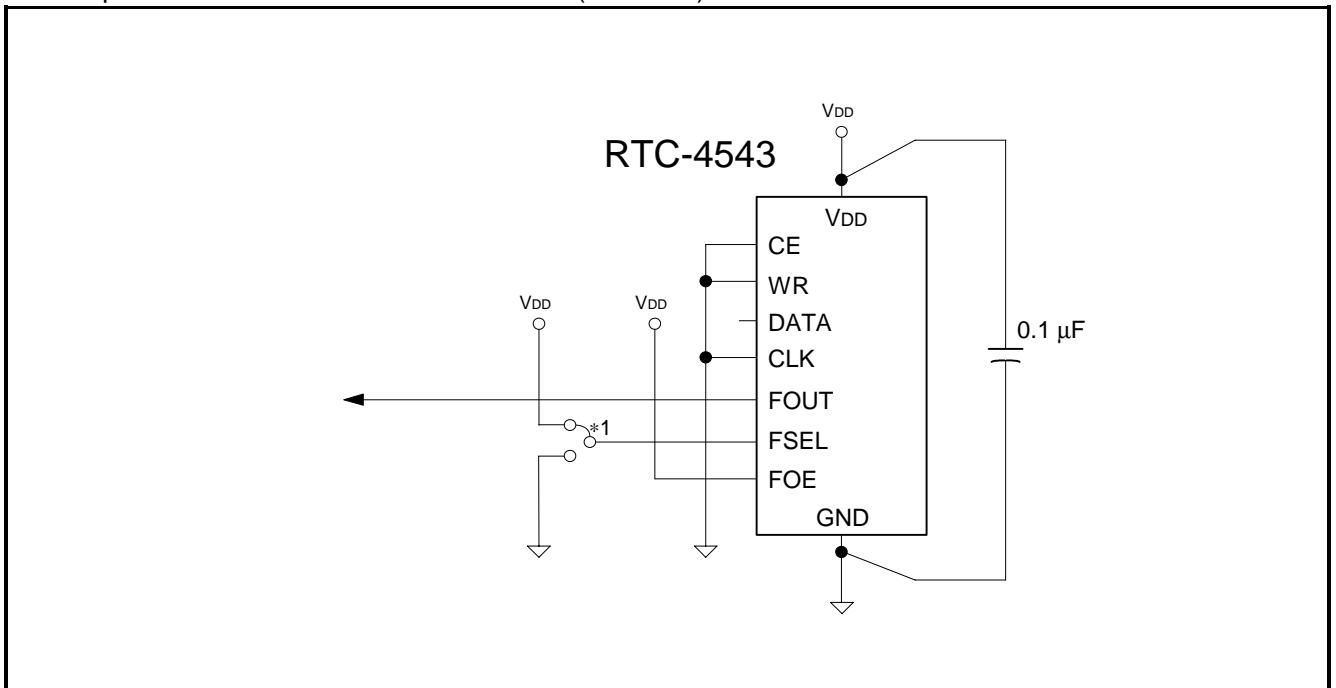 VDD
RTC-4543
VDD
CE
WR
VDD VDD
DATA
0.1 μF
CLK
FOUT
*1
FSEL
FOE
GND